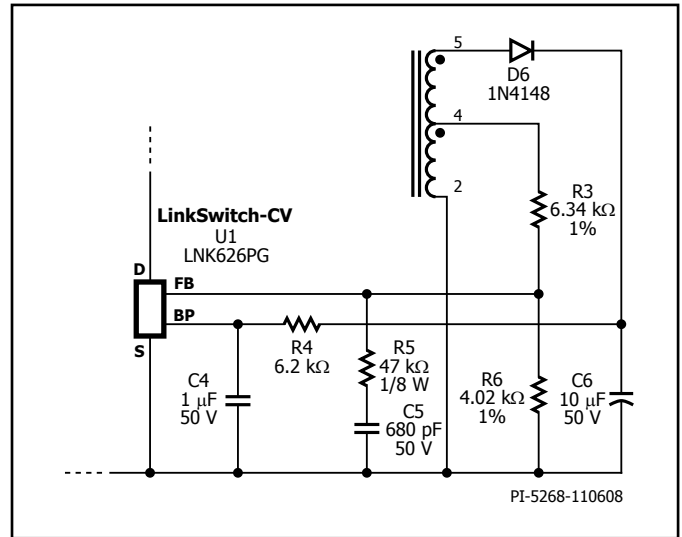 5
D6
1N4148
4
2
R3
6.34 kΩ
1%
LinkSwitch-CV
U1
LNK626PG
D
FB
BP
S
R4
6.2 kΩ
R5
47 kΩ
1/8 W
C4
1 μF
50 V
C5
680 pF
50 V
R6
4.02 kΩ
1%
C6
10 μF
50 V
PI-5268-110608